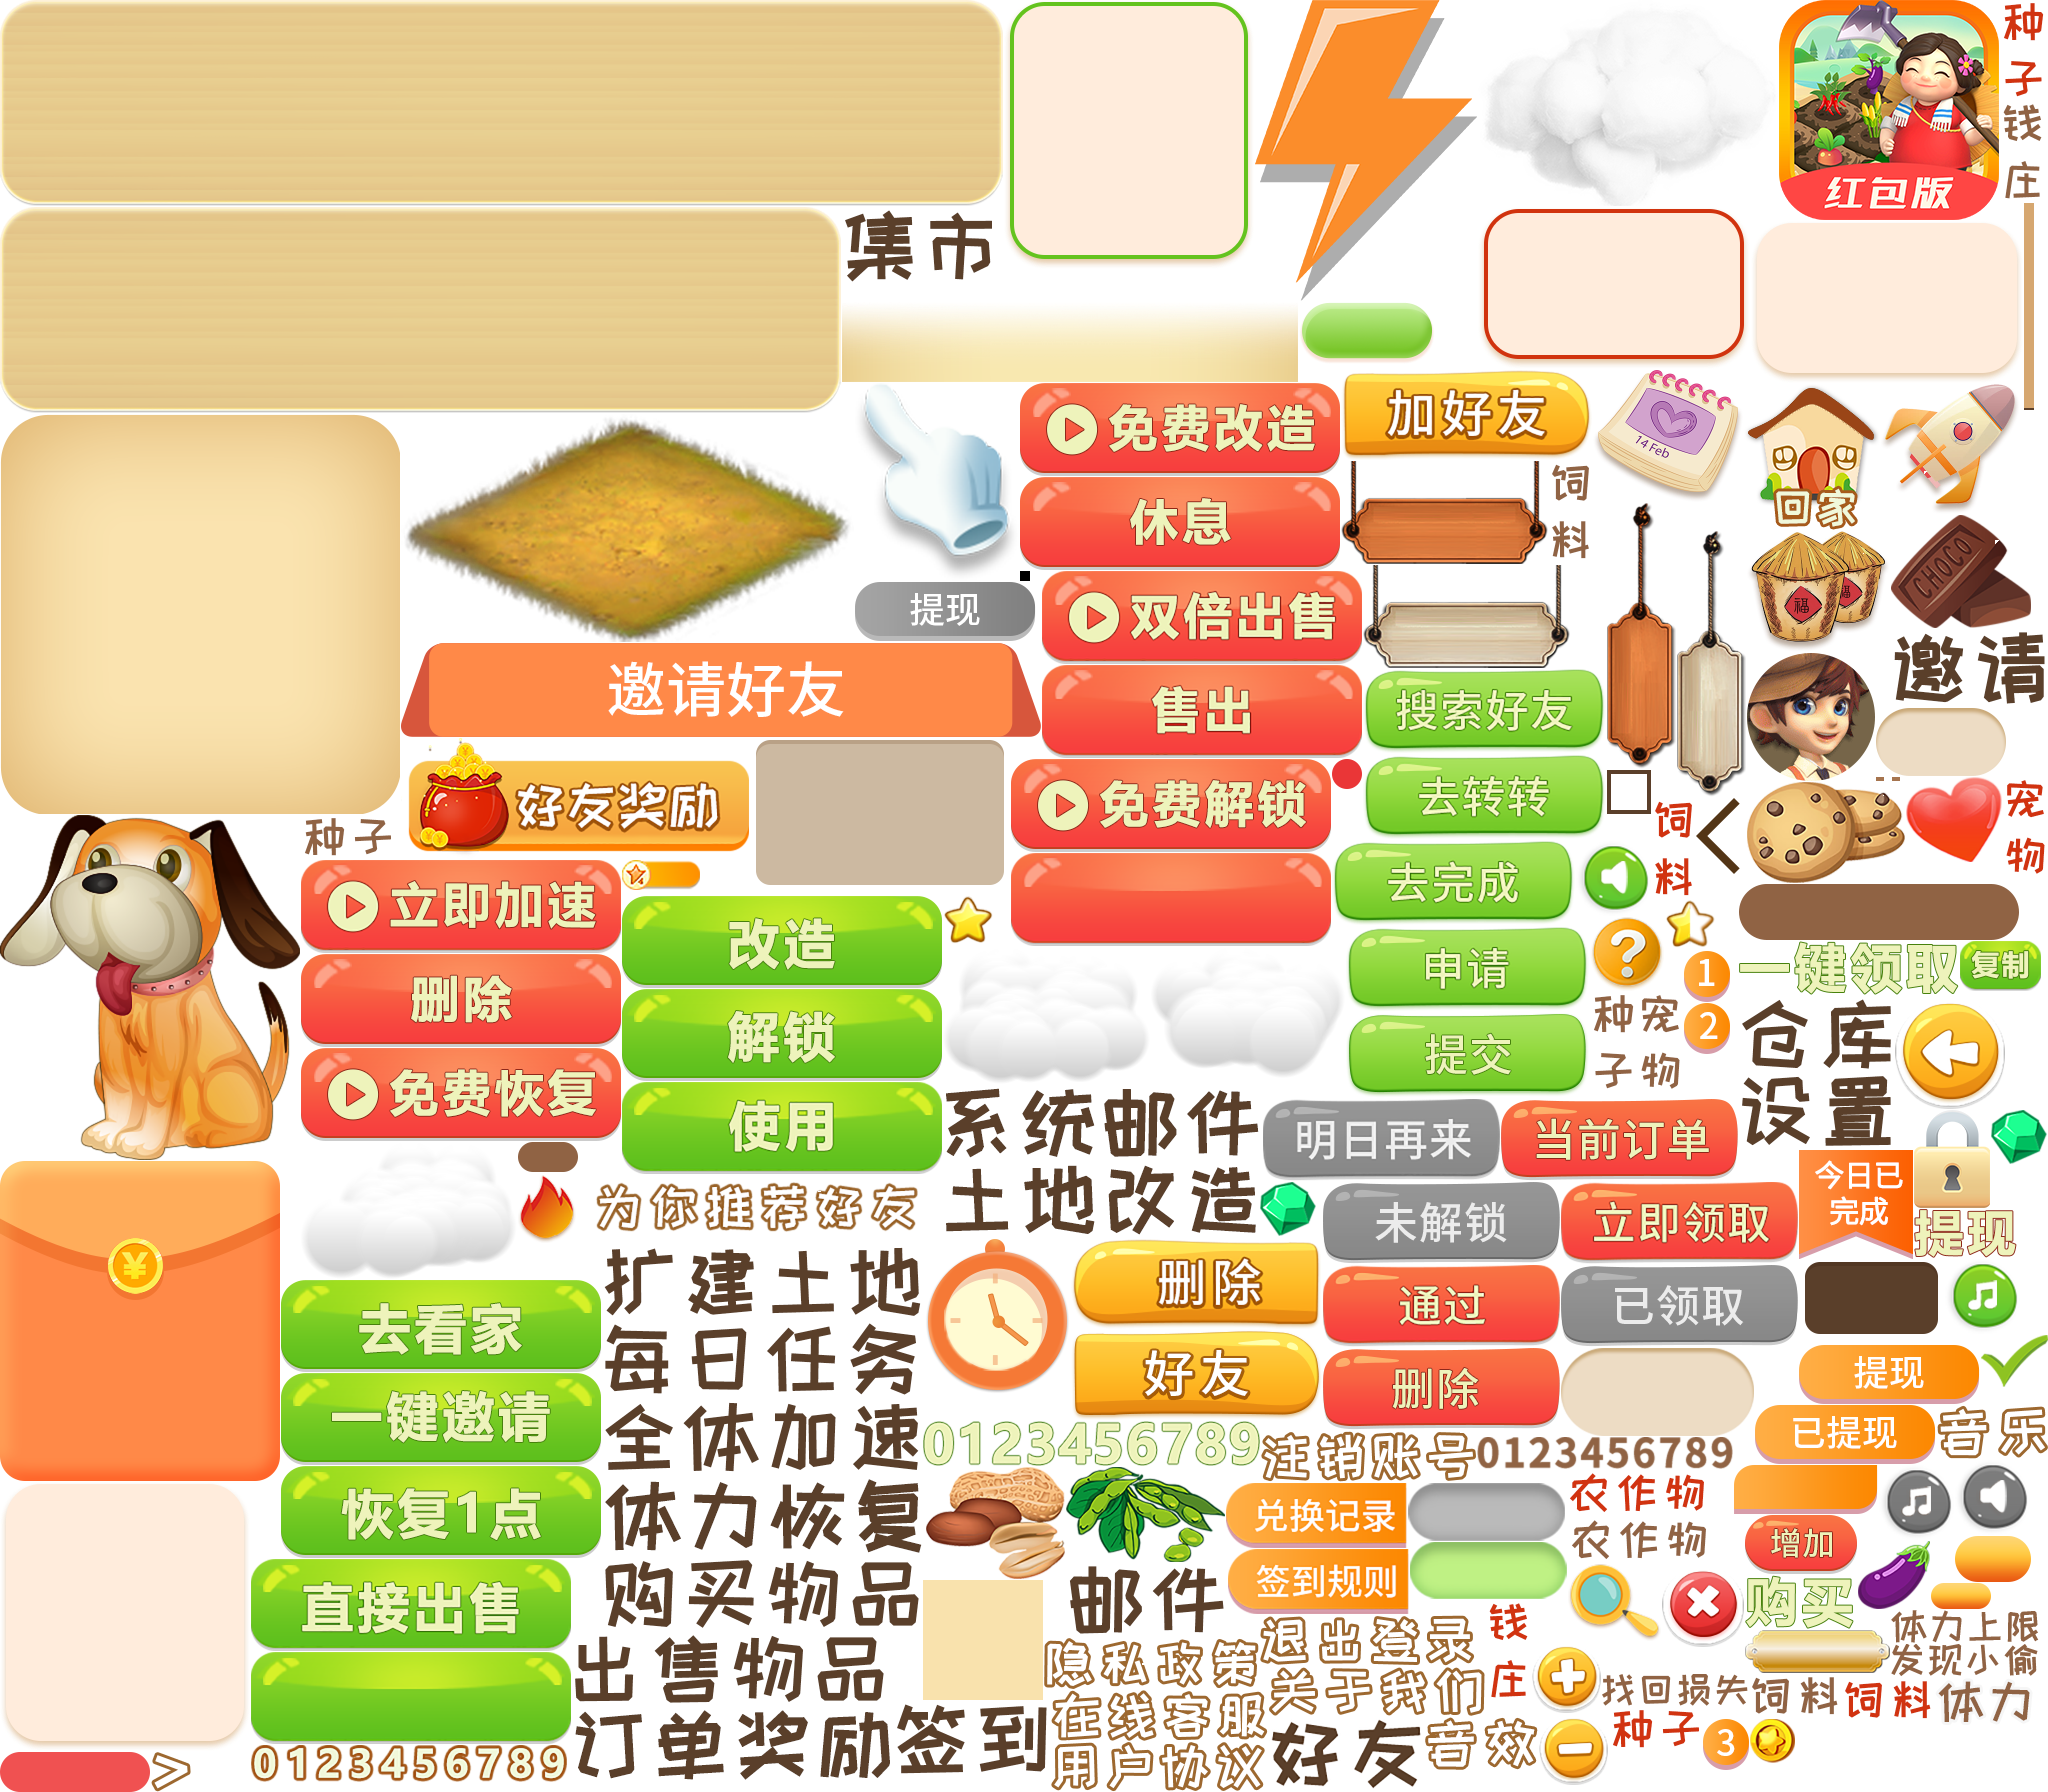 种
子
钱
庄
红包版
集市
免费改造
加好友
14 Feb
回家
休息
饲
料
提现
双倍出售
福
福
CHOCO
邀请好友
售出
搜索好友
邀请
好友奖励
免费解锁
去转转
饲
料
宠
物
种子
立即加速
去完成
改造
申请
一键领取
复制
1
删除
解锁
种宠
子物
2
仓库
提交
免费恢复
使用
系统邮件
明日再来
当前订单
设置
今日已
完成
为你推荐好友
土地改造
未解锁
立即领取
提现
¥
扩建土地
删除
通过
已领取
去看家
每日任务
好友
删除
提现
一键邀请
全体加速
0123456789
注销账号
0123456789
已提现
音乐
恢复1点
体力恢复
兑换记录
农作物
农作物
增加
直接出售
购买物品
邮件
签到规则
购买
钱
庄
体力上限
发现小偷
出售物品
隐私政策
退出登录
在线客服
关于我们
找回损失
饲料
饲料
体力
订单奖励
签到
用户协议
好友
音效
种子
3
0123456789
>